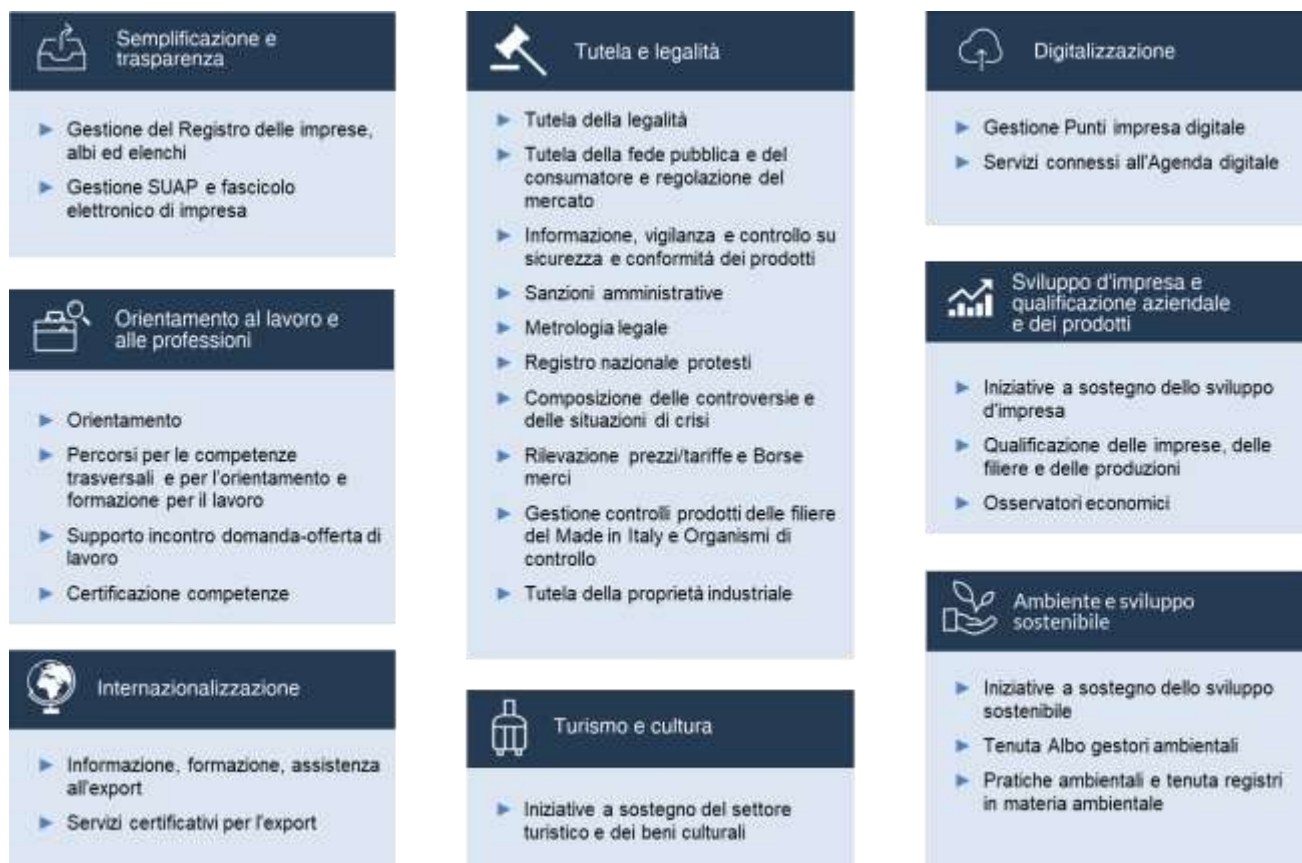 Semplificazione e
trasparenza
Gestione del Registro delle imprese,
albi ed elenchi
Gestione SUAP e fascicolo
elettronico di impresa
Orientamento al lavoro e
alle professioni
Orientamento
Percorsi per le competenze
trasversali e per l'orientamento e
formazione per il lavoro
Supporto incontro domanda-offerta di
lavoro
Certificazione competenze
Internazionalizzazione
Informazione, formazione, assistenza
all'export
Servizi certificativi per l'export
Tutela e legalità
Tutela della legalità
Tutela della fede pubblica e del
consumatore e regolazione del
mercato
Informazione, vigilanza e controllo su
sicurezza e conformità dei prodotti
Sanzioni amministrative
Metrologia legale
Registro nazionale protesti
Composizione delle controversie e
delle situazioni di crisi
Rilevazione prezzi/tariffe e Borse
merci
Gestione controlli prodotti delle filiere
del Made in Italy e Organismi di
controllo
Tutela della proprietà industriale
Turismo e cultura
Iniziative a sostegno del settore
turistico e dei beni culturali
Digitalizzazione
Gestione Punti impresa digitale
Servizi connessi all'Agenda digitale
Sviluppo d'impresa e
qualificazione aziendale
e dei prodotti
Iniziative a sostegno dello sviluppo
d'impresa
Qualificazione delle imprese, delle
filiere e delle produzioni
Osservatori economici
Ambiente e sviluppo
sostenibile
Iniziative a sostegno dello sviluppo
sostenibile
Tenuta Albo gestori ambientali
Pratiche ambientali e tenuta registri
in materia ambientale